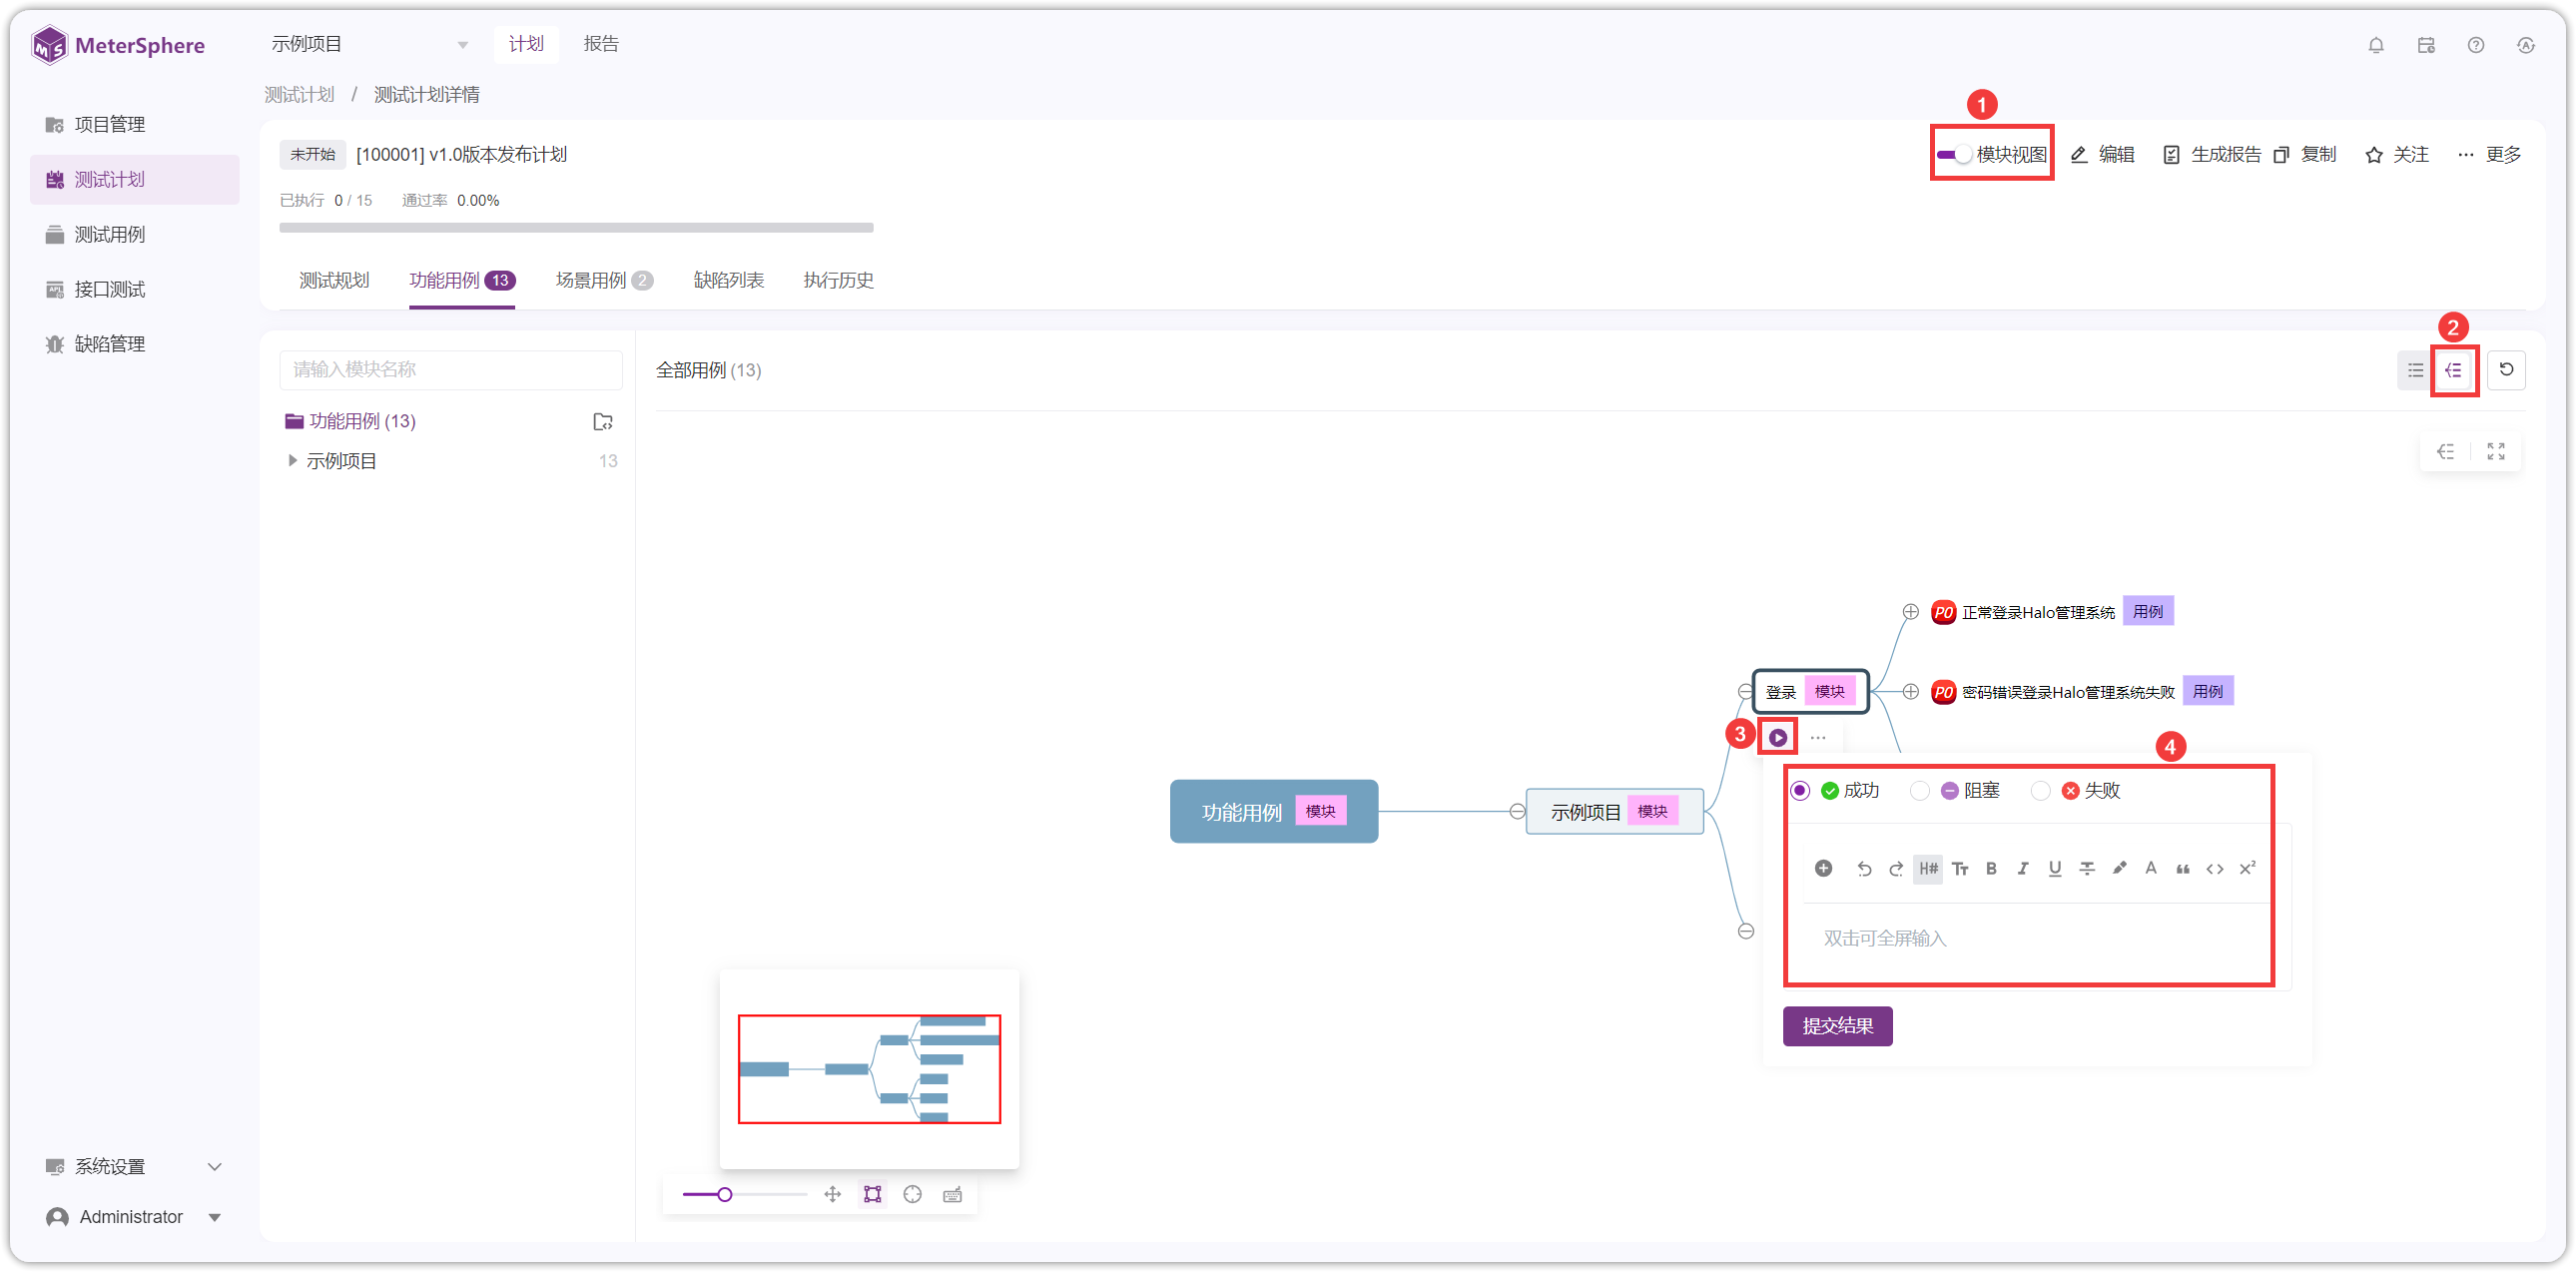 MeterSphere
示例项目 计划 报告
测试计划 / 测试计划详情
项目管理
测试计划
测试用例
接口测试
缺陷管理
系统设置
Administrator
1
未开始 [100001] v1.0版本发布计划
模块视图 编辑 生成报告 复制 关注 更多
已执行 0 / 15 通过率 0.00%
测试规划 功能用例 13 场景用例 2 缺陷列表 执行历史
2
请输入模块名称
功能用例 (13)
示例项目 13
全部用例 (13)
P0 正常登录Halo管理系统 用例
登录 模块
P0 密码错误登录Halo管理系统失败 用例
3
4
功能用例 模块
示例项目 模块
成功 阻塞 失败
H# TT B I U A X²
双击可全屏输入
提交结果